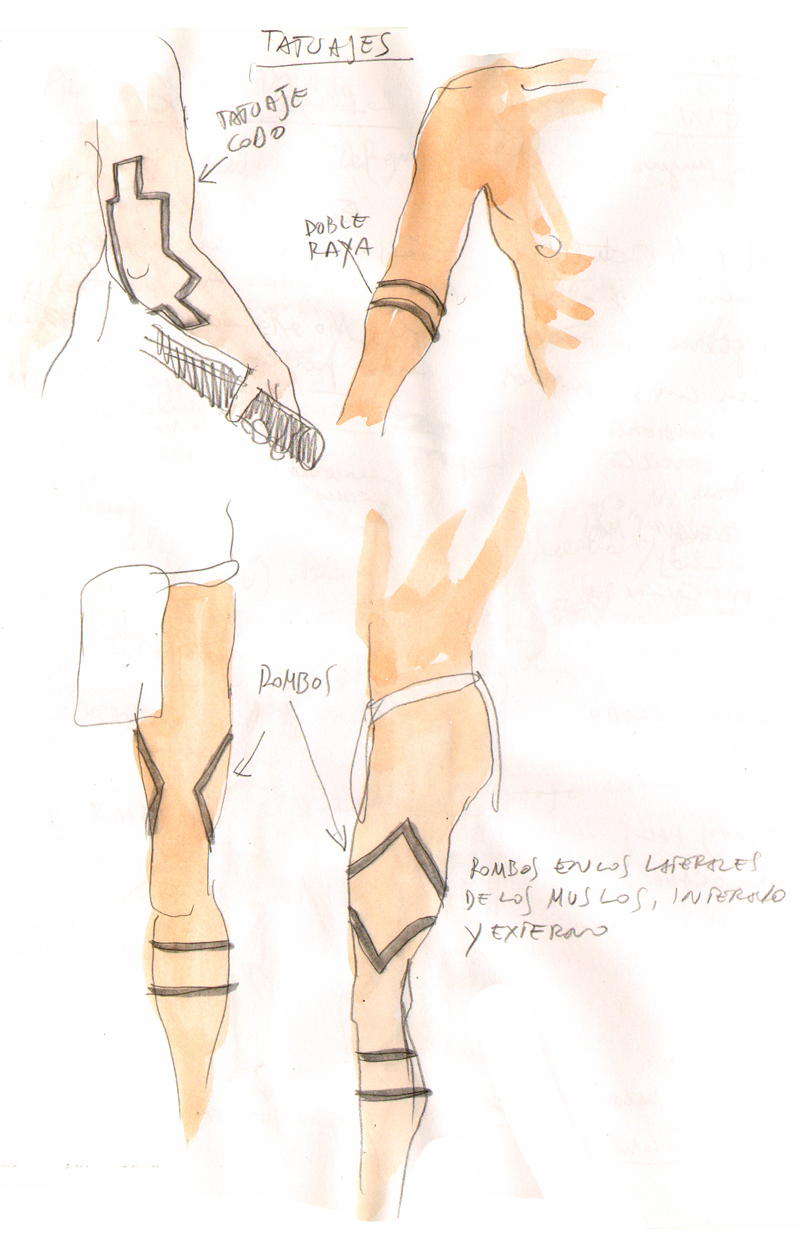 TATUAJES
TATUAJE
CODO
DOBLE
RAYA
ROMBOS
ROMBOS EN LOS LATERALES
DE LOS MUSLOS, INTERNO
Y EXTERNO